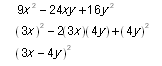 9x² − 24xy + 16y²
(3x)² − 2(3x)(4y) + (4y)²
(3x − 4y)²